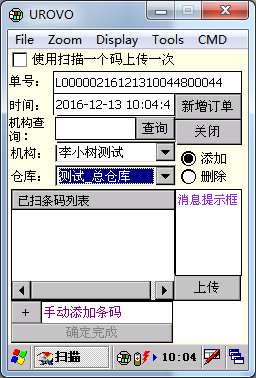 UROVO
File Zoom Display Tools CMD
使用扫描一个码上传一次
单号: L00000216121310044800044
时间: 2016-12-13 10:04:4 新增订单
机构查询: 查询 关闭
机构: 李小树测试 添加
仓库: 测试_总仓库 删除
已扫条码列表 消息提示框
上传
+ 手动添加条码
确定完成
扫描 10:04